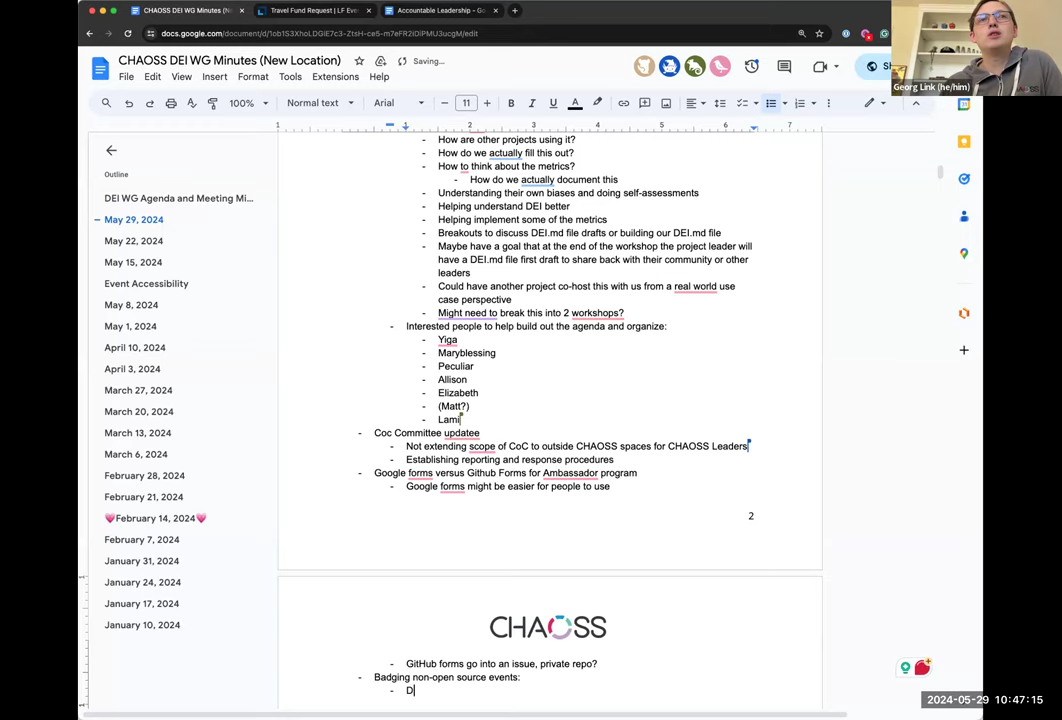 CHAOSS DEI WG Minutes (N
Travel Fund Request | LF Eve
Accountable Leadership - Go
docs.google.com/document/d/1ob1S3XhoLDGiE7c3-ZtsH-ce5-m7eFR2iDiPMU3ucgM/edit
CHAOSS DEI WG Minutes (New Location)
Saving...
File Edit View Insert Format Tools Extensions Help
Sh
Georg Link (he/him)
100% Normal text Arial 11
1 1 2 3 4 5 6 7
Outline
DEI WG Agenda and Meeting Mi...
May 29, 2024
May 22, 2024
May 15, 2024
Event Accessibility
May 8, 2024
May 1, 2024
April 10, 2024
April 3, 2024
March 27, 2024
March 20, 2024
March 13, 2024
March 6, 2024
February 28, 2024
February 21, 2024
💗February 14, 2024💗
February 7, 2024
January 31, 2024
January 24, 2024
January 17, 2024
January 10, 2024
- How are other projects using it?
- How do we actually fill this out?
- How to think about the metrics?
- How do we actually document this
- Understanding their own biases and doing self-assessments
- Helping understand DEI better
- Helping implement some of the metrics
- Breakouts to discuss DEI.md file drafts or building our DEI.md file
- Maybe have a goal that at the end of the workshop the project leader will
have a DEI.md file first draft to share back with their community or other
leaders
- Could have another project co-host this with us from a real world use
case perspective
- Might need to break this into 2 workshops?
- Interested people to help build out the agenda and organize:
- Yiga
- Maryblessing
- Peculiar
- Allison
- Elizabeth
- (Matt?)
- Lami
- Coc Committee updatee
- Not extending scope of CoC to outside CHAOSS spaces for CHAOSS Leaders
- Establishing reporting and response procedures
- Google forms versus Github Forms for Ambassador program
- Google forms might be easier for people to use
2
CHAOSS
- GitHub forms go into an issue, private repo?
- Badging non-open source events:
- D
2024-05-29 10:47:15